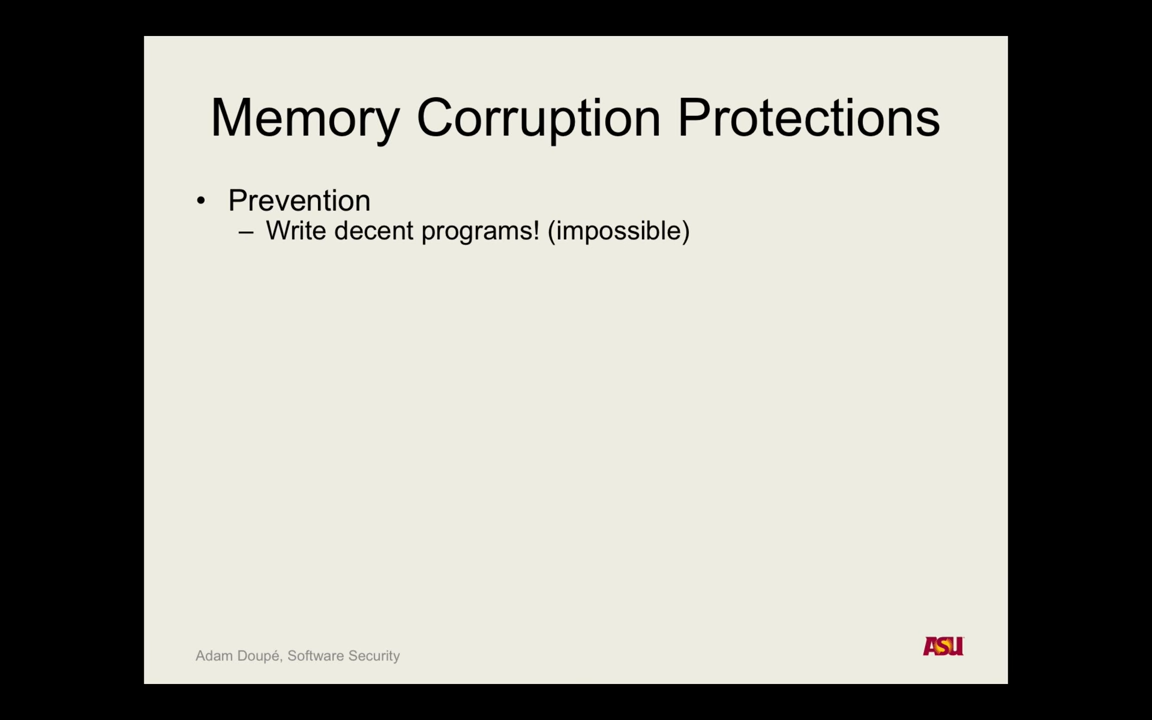 Memory Corruption Protections
• Prevention
– Write decent programs! (impossible)
Adam Doupé, Software Security
ASU